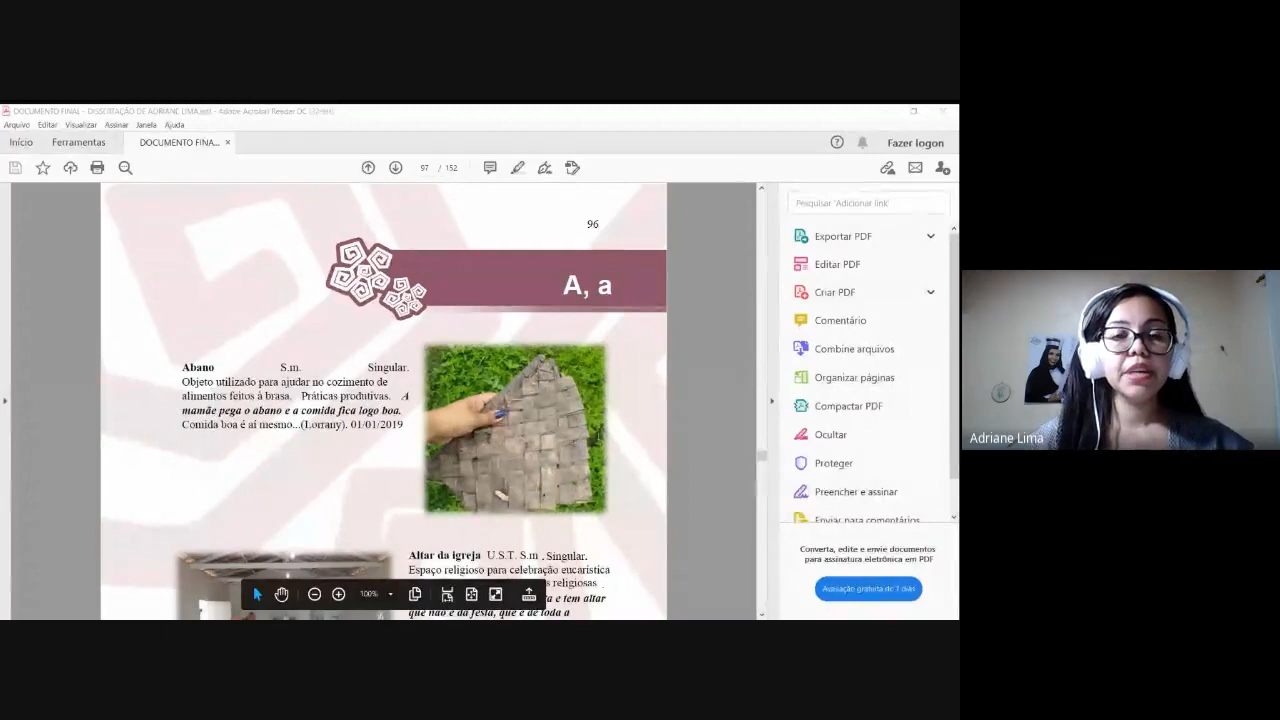 DOCUMENTO FINAL - DISSERTAÇÃO DE ADRIANE LIMA.pdf - Adobe Acrobat Reader DC (32-bit)
Arquivo Editar Visualizar Assinar Janela Ajuda
Início Ferramentas DOCUMENTO FINA... × Fazer logon
97 / 152
Pesquisar 'Adicionar link'
96
Exportar PDF
Editar PDF
A, a
Criar PDF
Comentário
Combine arquivos
Abano S.m. Singular.
Objeto utilizado para ajudar no cozimento de
alimentos feitos à brasa. Práticas produtivas. A
mamãe pega o abano e a comida fica logo boa.
Comida boa é aí mesmo...(Lorrany). 01/01/2019
Organizar páginas
Compactar PDF
Ocultar
Proteger
Preencher e assinar
Enviar para comentários
Adriane Lima
Altar da igreja U.S.T. S.m . Singular.
Espaço religioso para celebração eucarística
s religiosas .
a e tem altar
que não é da festa, que é de toda a
100%
Converta, edite e envie documentos
para assinatura eletrônica em PDF
Avaliação gratuita de 7 dias